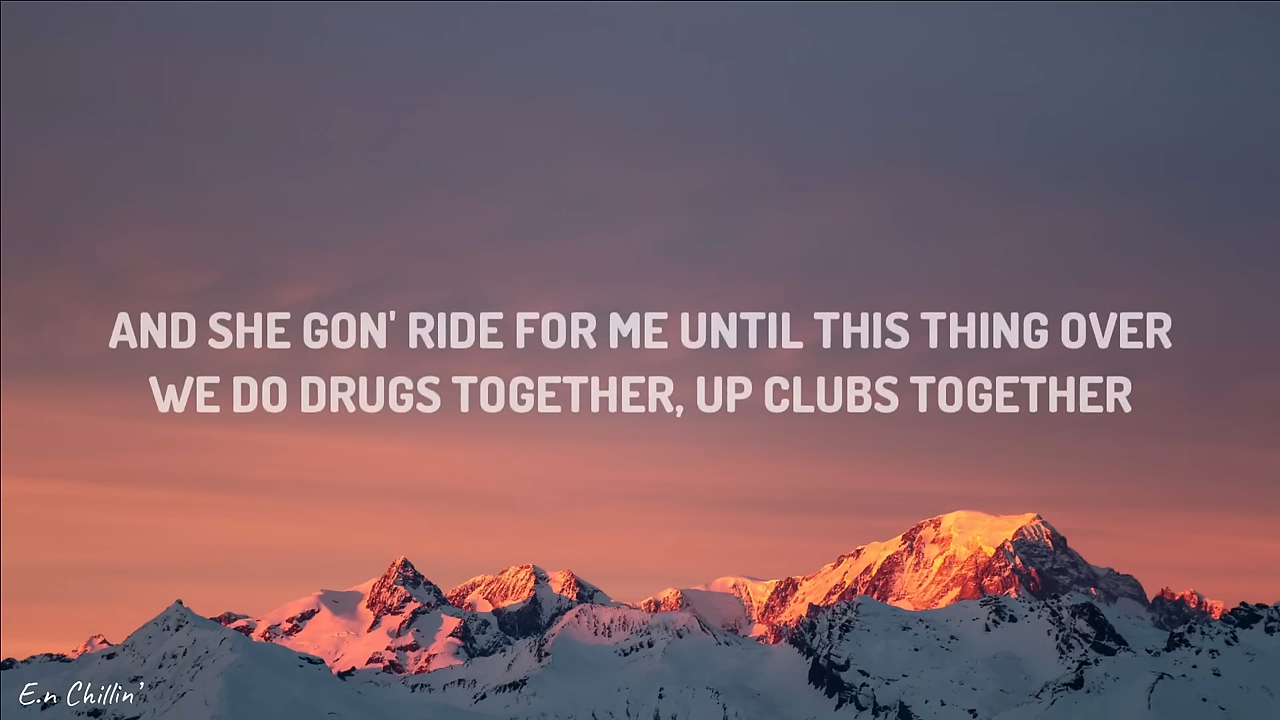 AND SHE GON' RIDE FOR ME UNTIL THIS THING OVER
WE DO DRUGS TOGETHER, UP CLUBS TOGETHER
E.n Chillin'